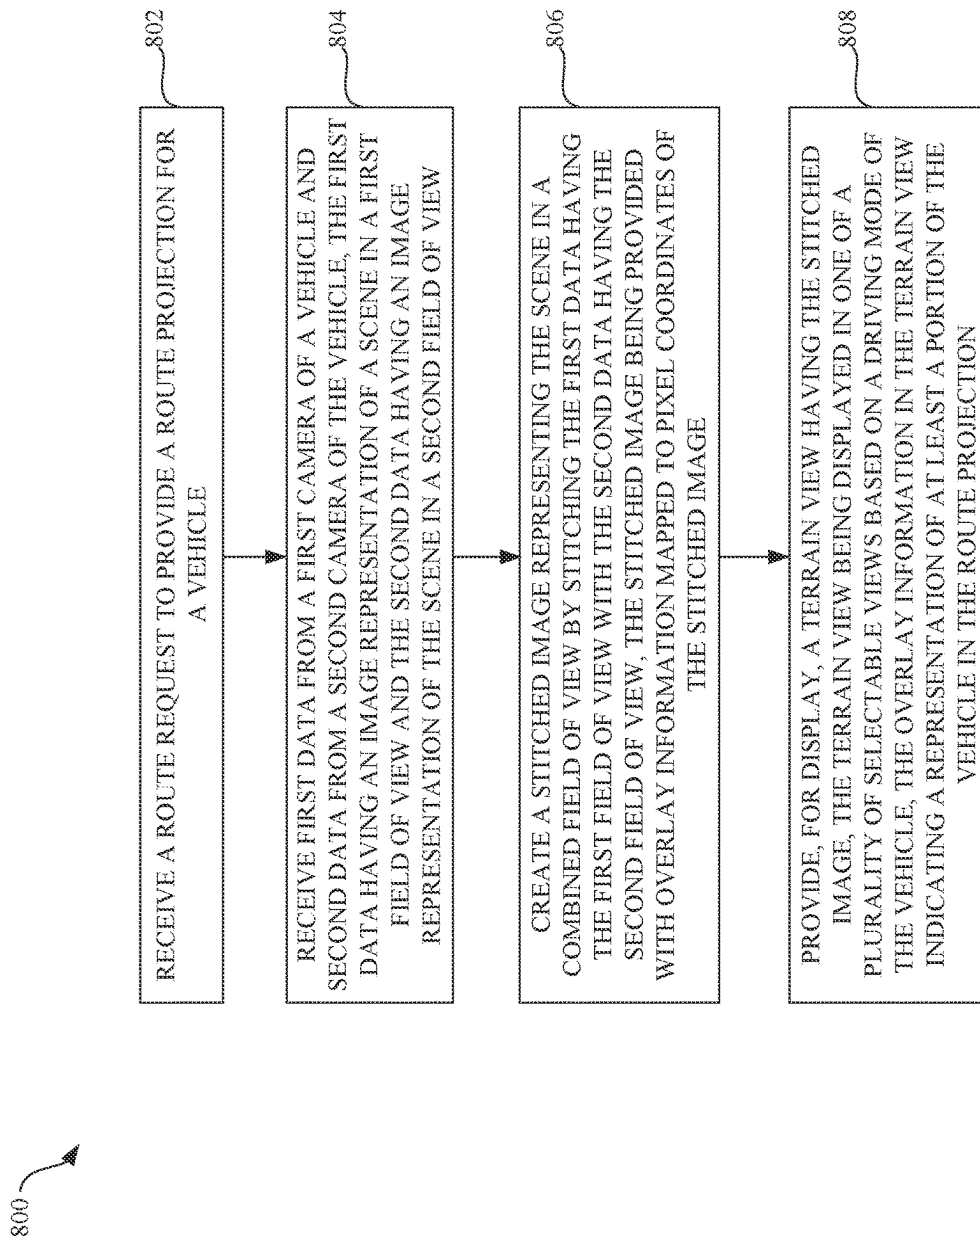 800
802
RECEIVE A ROUTE REQUEST TO PROVIDE A ROUTE PROJECTION FOR
A VEHICLE
804
RECEIVE FIRST DATA FROM A FIRST CAMERA OF A VEHICLE AND
SECOND DATA FROM A SECOND CAMERA OF THE VEHICLE, THE FIRST
DATA HAVING AN IMAGE REPRESENTATION OF A SCENE IN A FIRST
FIELD OF VIEW AND THE SECOND DATA HAVING AN IMAGE
REPRESENTATION OF THE SCENE IN A SECOND FIELD OF VIEW
806
CREATE A STITCHED IMAGE REPRESENTING THE SCENE IN A
COMBINED FIELD OF VIEW BY STITCHING THE FIRST DATA HAVING
THE FIRST FIELD OF VIEW WITH THE SECOND DATA HAVING THE
SECOND FIELD OF VIEW, THE STITCHED IMAGE BEING PROVIDED
WITH OVERLAY INFORMATION MAPPED TO PIXEL COORDINATES OF
THE STITCHED IMAGE
808
PROVIDE, FOR DISPLAY, A TERRAIN VIEW HAVING THE STITCHED
IMAGE, THE TERRAIN VIEW BEING DISPLAYED IN ONE OF A
PLURALITY OF SELECTABLE VIEWS BASED ON A DRIVING MODE OF
THE VEHICLE, THE OVERLAY INFORMATION IN THE TERRAIN VIEW
INDICATING A REPRESENTATION OF AT LEAST A PORTION OF THE
VEHICLE IN THE ROUTE PROJECTION